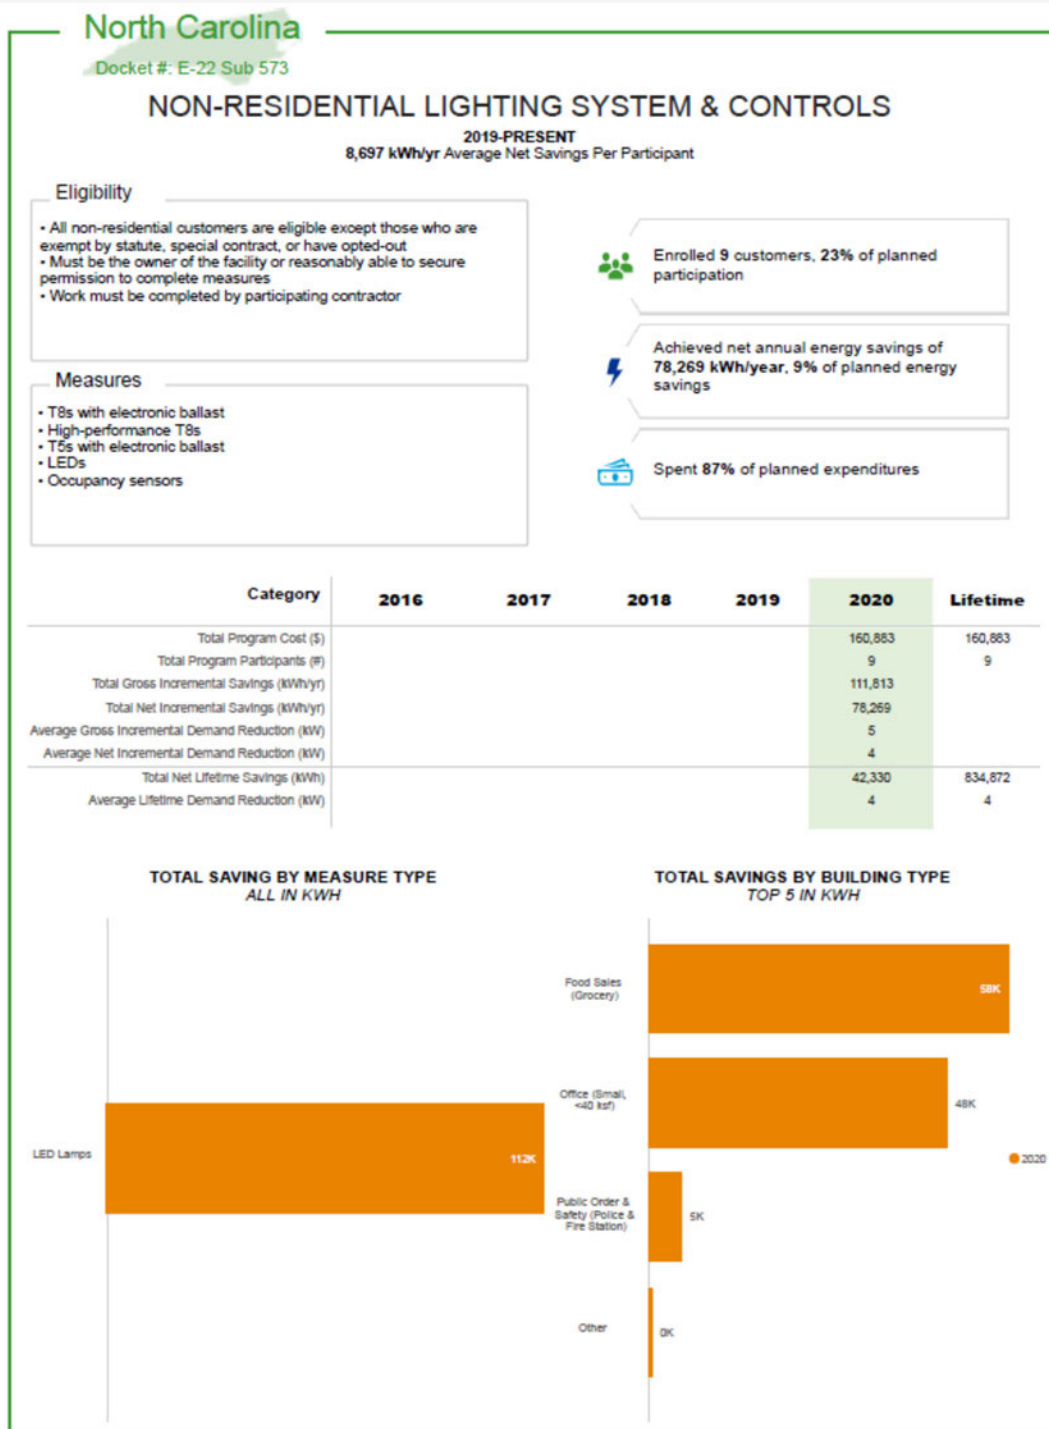 North Carolina
Docket #: E-22 Sub 573
NON-RESIDENTIAL LIGHTING SYSTEM & CONTROLS
2019-PRESENT
8,697 kWh/yr Average Net Savings Per Participant
Eligibility
• All non-residential customers are eligible except those who are
exempt by statute, special contract, or have opted-out
• Must be the owner of the facility or reasonably able to secure
permission to complete measures
• Work must be completed by participating contractor
Enrolled 9 customers, 23% of planned
participation
Achieved net annual energy savings of
78,269 kWh/year, 9% of planned energy
savings
Spent 87% of planned expenditures
Measures
• T8s with electronic ballast
• High-performance T8s
• T5s with electronic ballast
• LEDs
• Occupancy sensors
Category 2016 2017 2018 2019 2020 Lifetime
Total Program Cost ($) 160,883 160,883
Total Program Participants (#) 9 9
Total Gross Incremental Savings (kWh/yr) 111,813
Total Net Incremental Savings (kWh/yr) 78,269
Average Gross Incremental Demand Reduction (kW) 5
Average Net Incremental Demand Reduction (kW) 4
Total Net Lifetime Savings (kWh) 42,330 834,872
Average Lifetime Demand Reduction (kW) 4 4
TOTAL SAVING BY MEASURE TYPE
ALL IN KWH
LED Lamps
112K
TOTAL SAVINGS BY BUILDING TYPE
TOP 5 IN KWH
Food Sales
(Grocery)
58K
Office (Small,
<40 ksf)
48K
Public Order &
Safety (Police &
Fire Station)
5K
Other
0K
2020